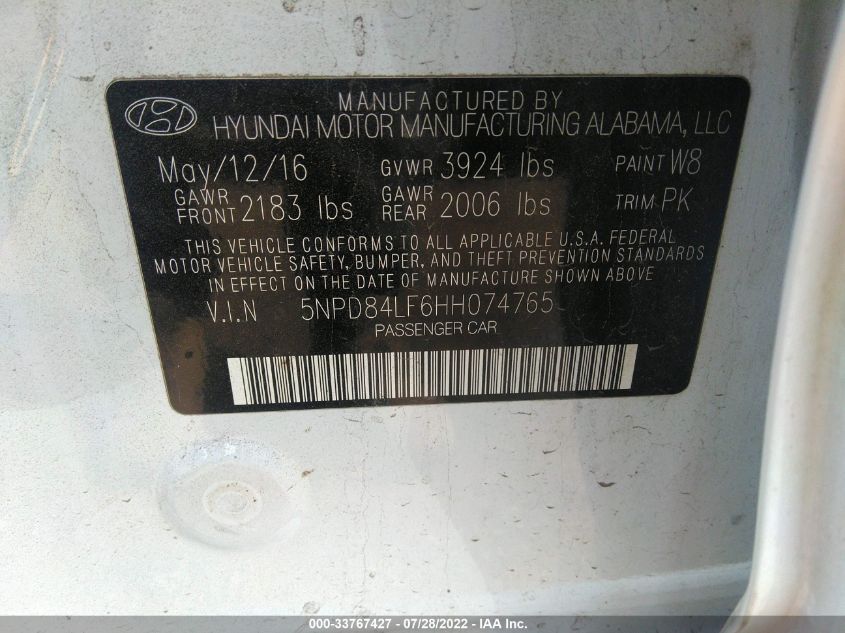 MANUFACTURED BY
HYUNDAI MOTOR MANUFACTURING ALABAMA, LLC
May/12/16 GVWR 3924 lbs PAINT W8
GAWR FRONT 2183 lbs GAWR REAR 2006 lbs TRIM PK
THIS VEHICLE CONFORMS TO ALL APPLICABLE U.S.A. FEDERAL
MOTOR VEHICLE SAFETY, BUMPER, AND THEFT PREVENTION STANDARDS
IN EFFECT ON THE DATE OF MANUFACTURE SHOWN ABOVE
V.I.N 5NPD84LF6HH074765
PASSENGER CAR
000-33767427 - 07/28/2022 - IAA Inc.